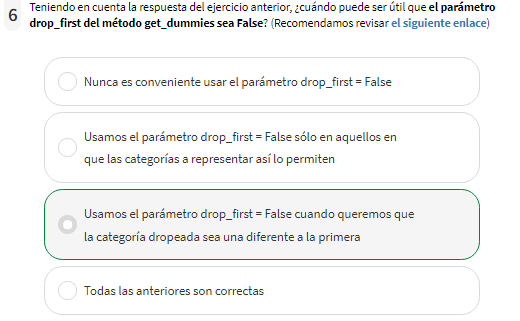 6
Teniendo en cuenta la respuesta del ejercicio anterior, ¿cuándo puede ser útil que el parámetro
drop_first del método get_dummies sea False? (Recomendamos revisar el siguiente enlace)
Nunca es conveniente usar el parámetro drop_first = False
Usamos el parámetro drop_first = False sólo en aquellos en
que las categorías a representar así lo permiten
Usamos el parámetro drop_first = False cuando queremos que
la categoría dropeada sea una diferente a la primera
Todas las anteriores son correctas